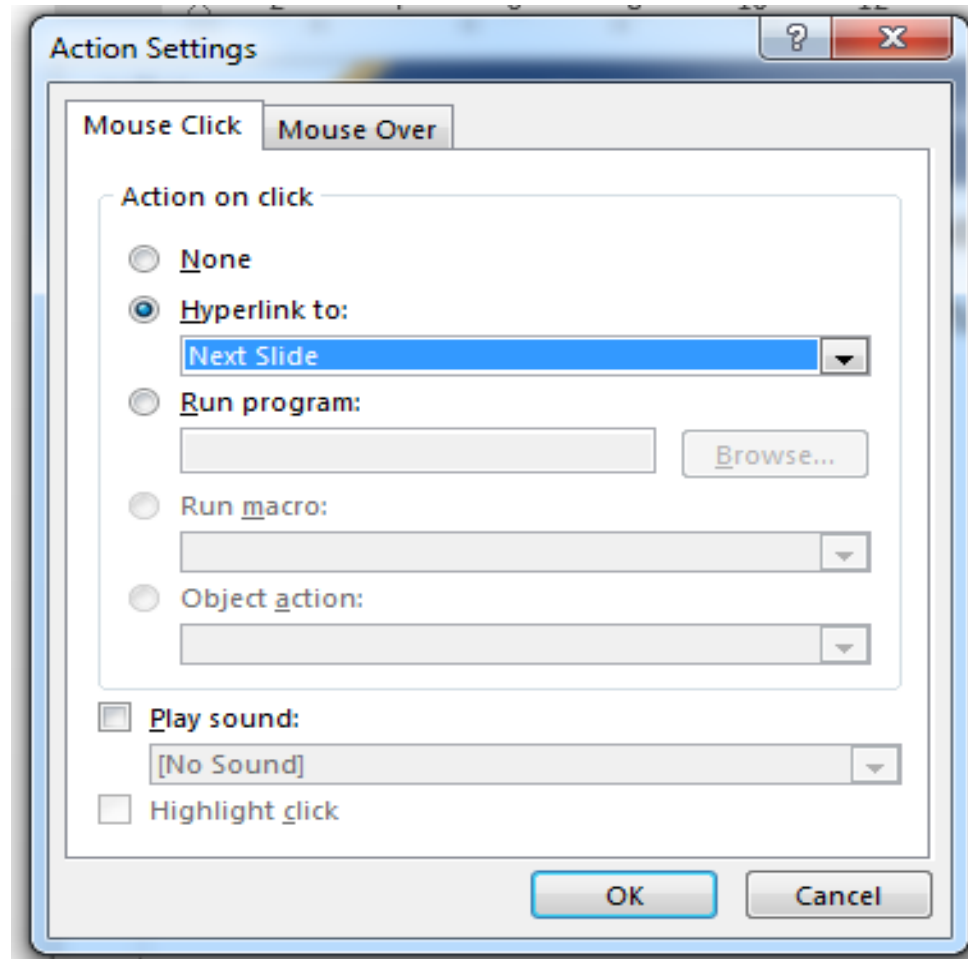 Action Settings
Mouse Click Mouse Over
Action on click
None
Hyperlink to:
Next Slide
Run program:
Browse...
Run macro:
Object action:
Play sound:
[No Sound]
Highlight click
OK Cancel